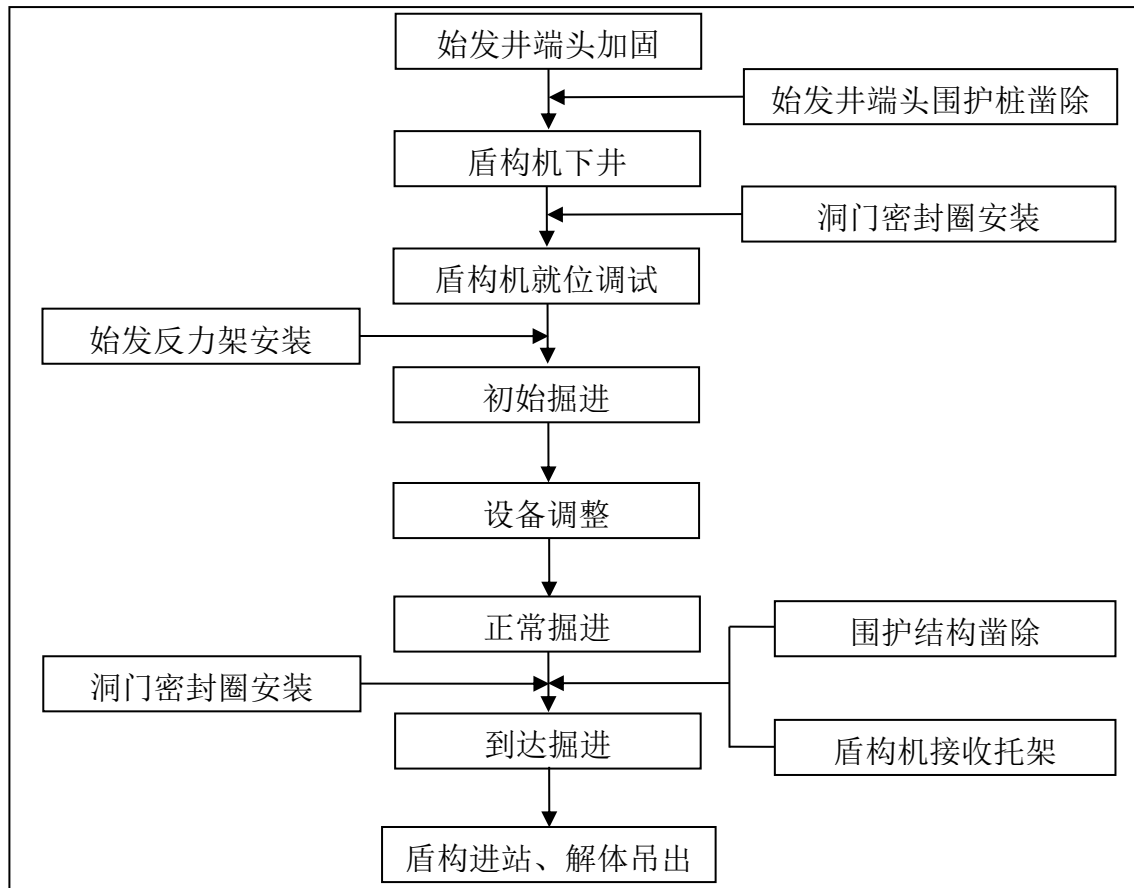 始发井端头加固
始发井端头围护桩凿除
盾构机下井
洞门密封圈安装
盾构机就位调试
始发反力架安装
初始掘进
设备调整
正常掘进
围护结构凿除
洞门密封圈安装
到达掘进
盾构机接收托架
盾构进站、解体吊出